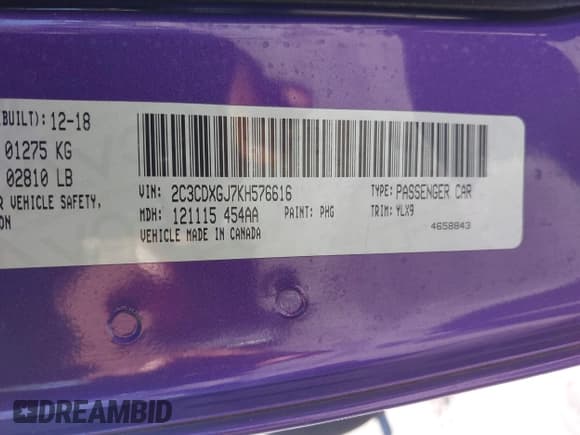 BUILT): 12-18
01275 KG
02810 LB
R VEHICLE SAFETY,
ON
VIN: 2C3CDXGJ7KH576616
TYPE: PASSENGER CAR
MDH: 121115 454AA
PAINT: PHG
TRIM: YLX9
VEHICLE MADE IN CANADA
4658843
DREAMBID